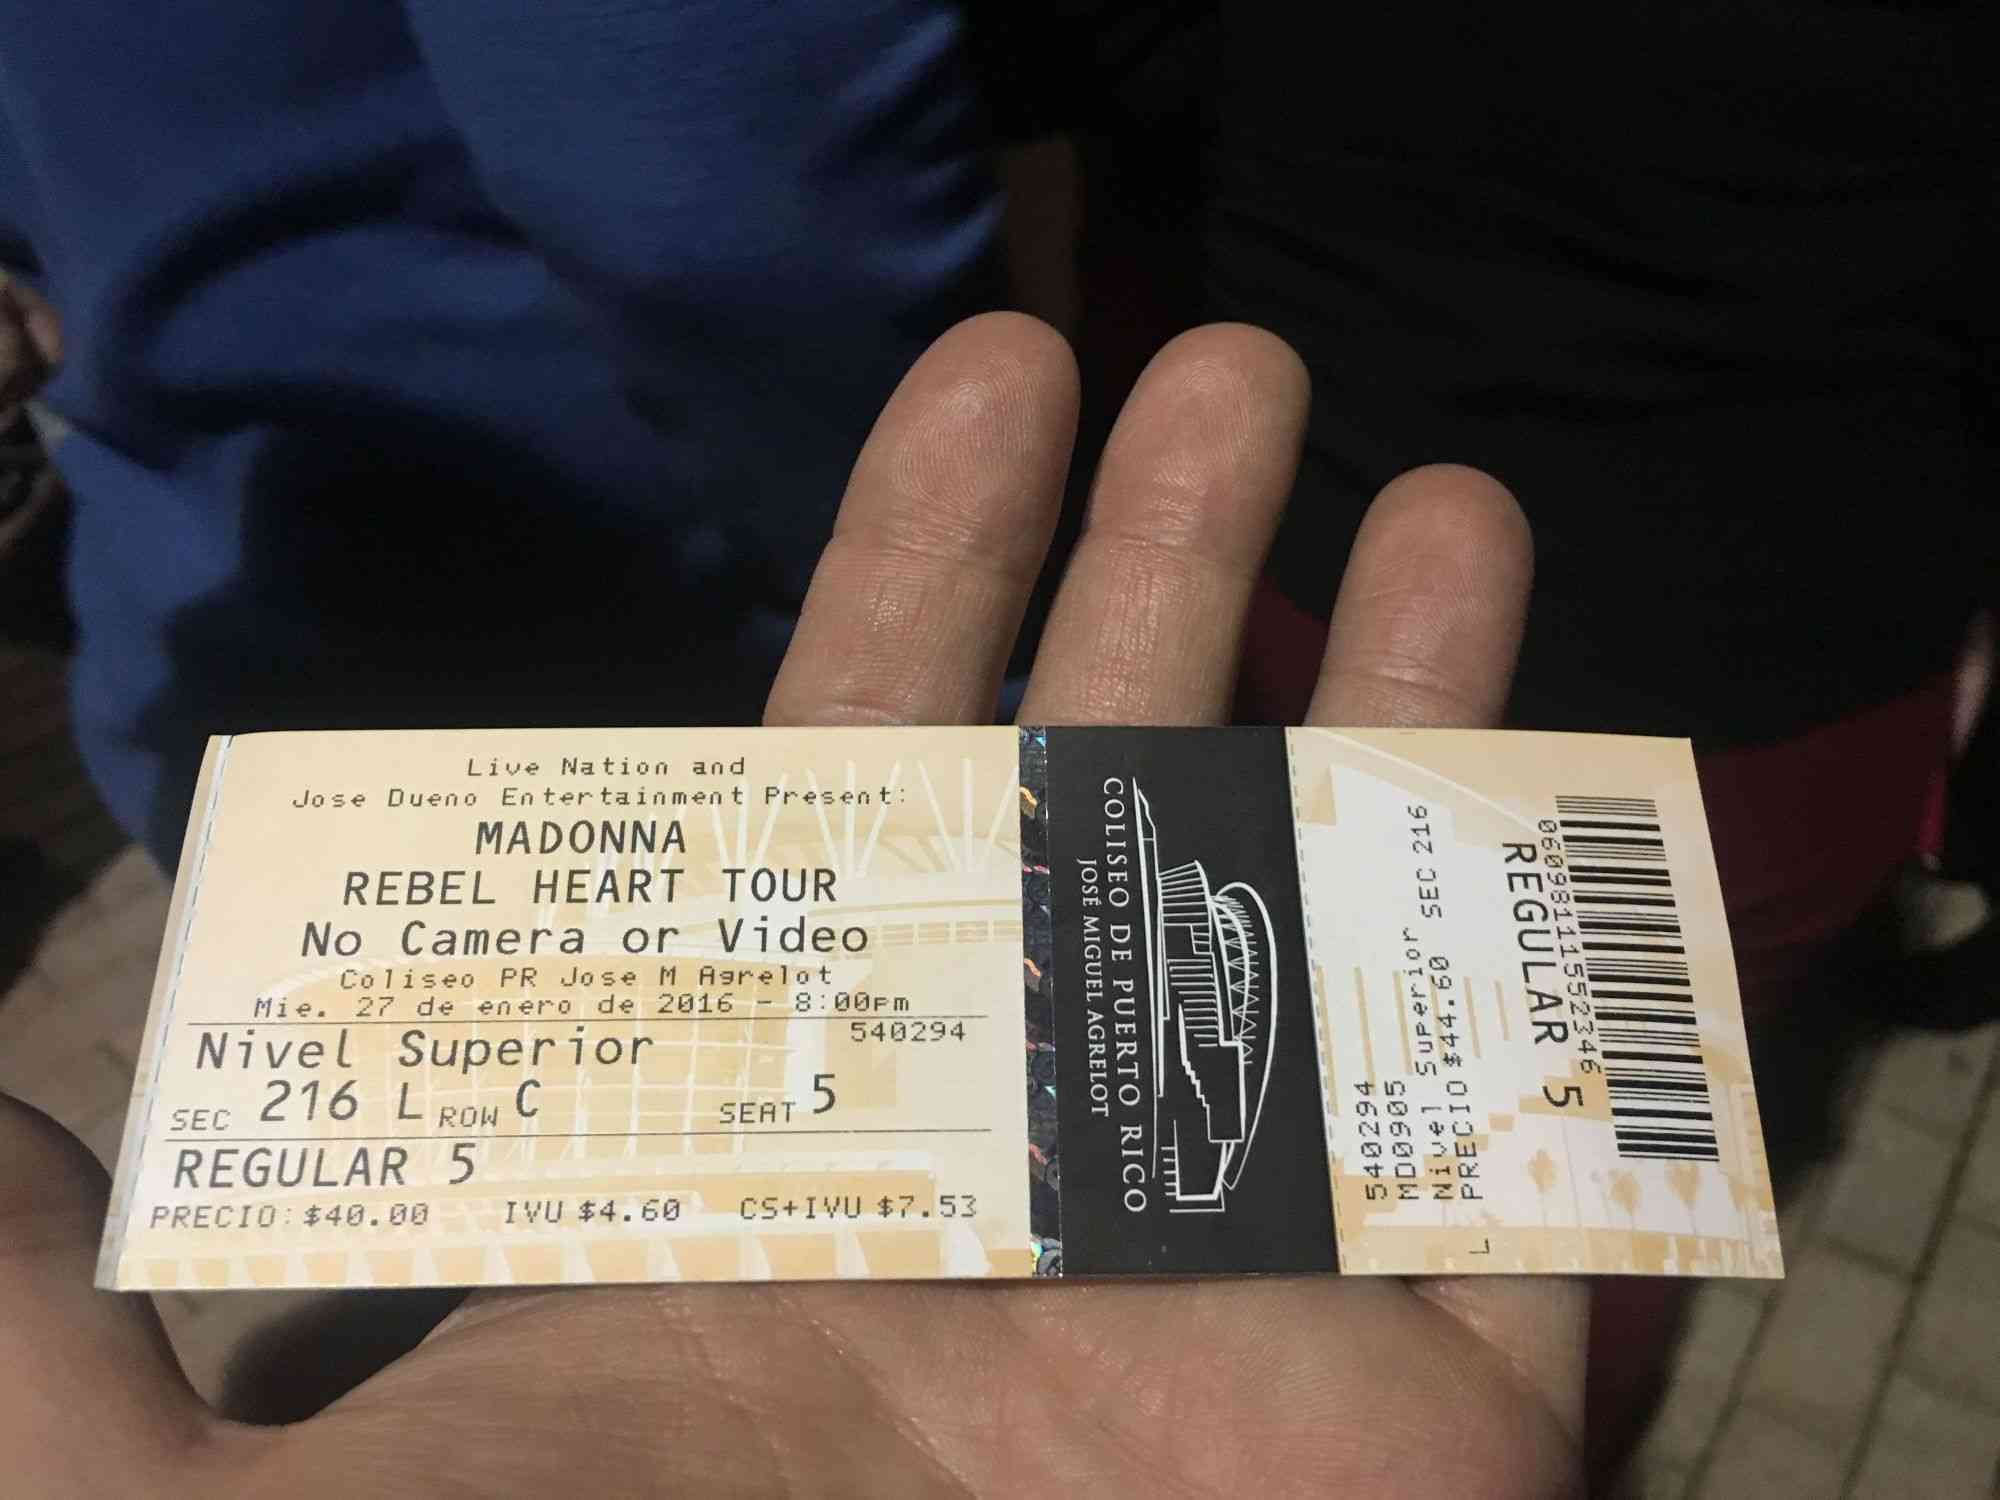 Live Nation and
Jose Dueno Entertainment Present:
MADONNA
REBEL HEART TOUR
No Camera or Video
Coliseo PR Jose M Agrelot
Mie. 27 de enero de 2016 - 8:00pm
Nivel Superior 540294
SEC 216 L ROW C SEAT 5
REGULAR 5
PRECIO: $40.00 IVU $4.60 CS+IVU $7.53
COLISEO DE PUERTO RICO
JOSÉ MIGUEL AGRELOT
06098111552346
REGULAR 5
540294
MD0905
Nivel Superior SEC 216
PRECIO $44.60
L